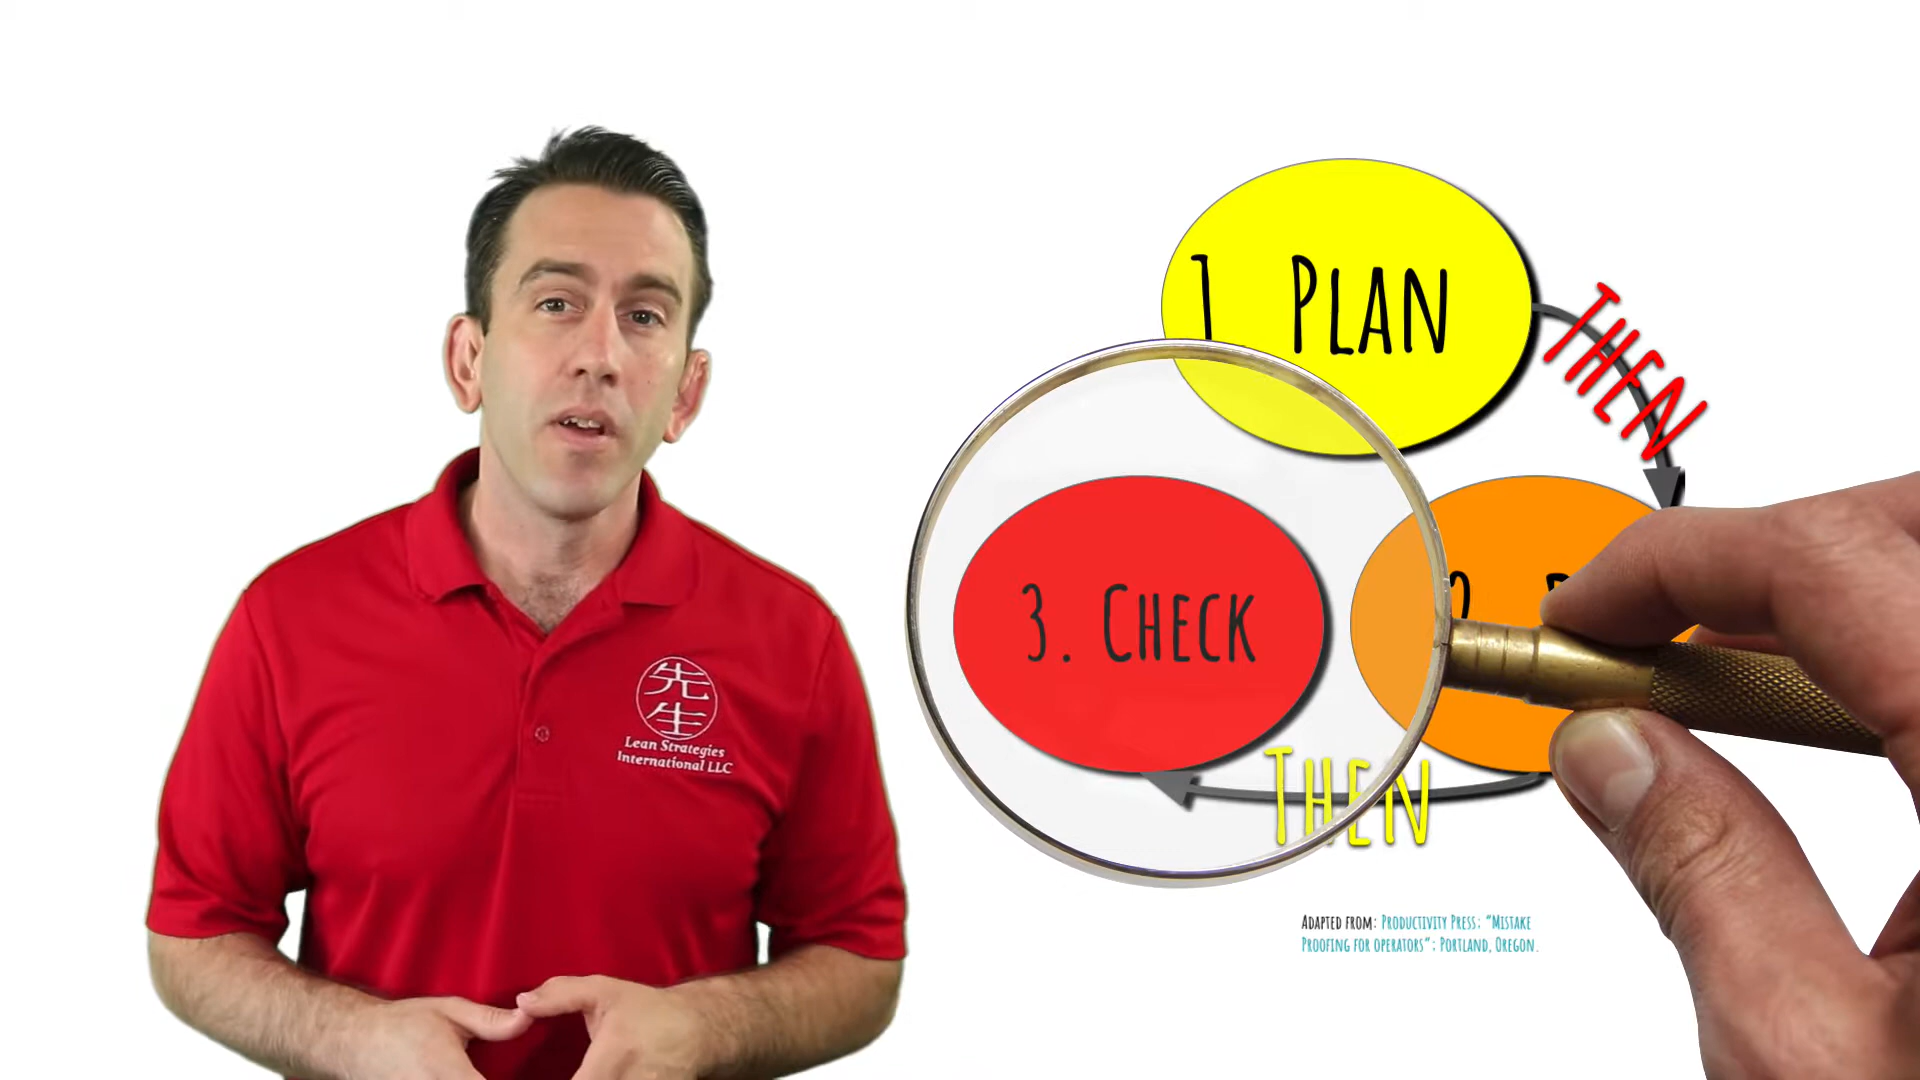 1 Plan
Then
3. Check
Then
先
生
Lean Strategies
International LLC
Adapted from: Productivity Press; "Mistake
Proofing for operators"; Portland, Oregon.